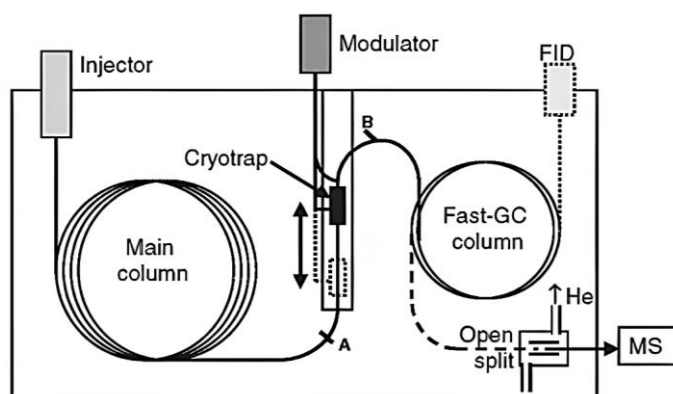 Modulator
Injector
FID
B
Cryotrap
Main
column
Fast-GC
column
He
Open
split
MS
A